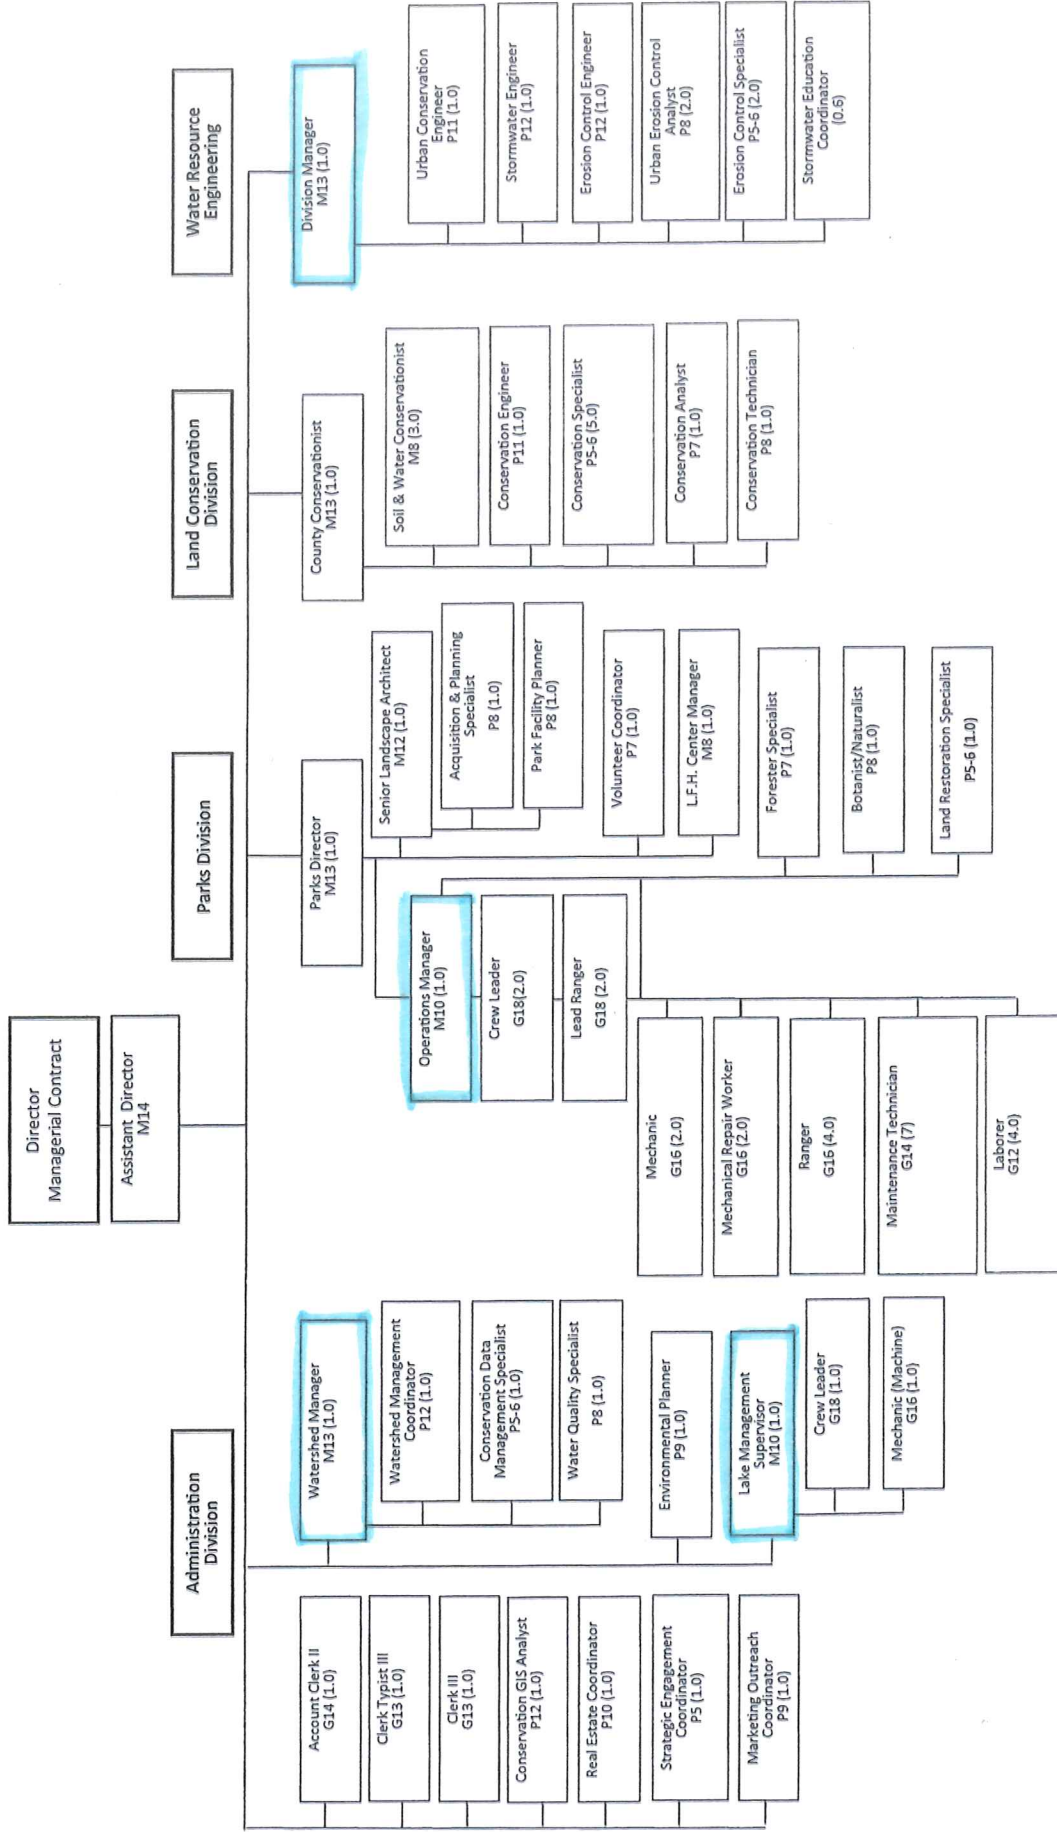 Director
Managerial Contract
Assistant Director
M14
Administration
Division
Account Clerk II
G14 (1.0)
Clerk Typist III
G13 (1.0)
Clerk III
G13 (1.0)
Conservation GIS Analyst
P12 (1.0)
Real Estate Coordinator
P10 (1.0)
Strategic Engagement
Coordinator
P5 (1.0)
Marketing Outreach
Coordinator
P9 (1.0)
Watershed Manager
M13 (1.0)
Watershed Management
Coordinator
P12 (1.0)
Conservation Data
Management Specialist
P5-6 (1.0)
Water Quality Specialist
P8 (1.0)
Environmental Planner
P9 (1.0)
Lake Management
Supervisor
M10 (1.0)
Crew Leader
G18 (1.0)
Mechanic (Machine)
G16 (1.0)
Parks Division
Parks Director
M13 (1.0)
Operations Manager
M10 (1.0)
Crew Leader
G18(2.0)
Lead Ranger
G18 (2.0)
Mechanic
G16 (2.0)
Mechanical Repair Worker
G16 (2.0)
Ranger
G16 (4.0)
Maintenance Technician
G14 (7)
Laborer
G12 (4.0)
Senior Landscape Architect
M12 (1.0)
Acquisition & Planning
Specialist
P8 (1.0)
Park Facility Planner
P8 (1.0)
Volunteer Coordinator
P7 (1.0)
L.F.H. Center Manager
M8 (1.0)
Forester Specialist
P7 (1.0)
Botanist/Naturalist
P8 (1.0)
Land Restoration Specialist
P5-6 (1.0)
Land Conservation
Division
County Conservationist
M13 (1.0)
Soil & Water Conservationist
M8 (3.0)
Conservation Engineer
P11 (1.0)
Conservation Specialist
P5-6 (5.0)
Conservation Analyst
P7 (1.0)
Conservation Technician
P8 (1.0)
Water Resource
Engineering
Division Manager
M13 (1.0)
Urban Conservation
Engineer
P11 (1.0)
Stormwater Engineer
P12 (1.0)
Erosion Control Engineer
P12 (1.0)
Urban Erosion Control
Analyst
P8 (2.0)
Erosion Control Specialist
P5-6 (2.0)
Stormwater Education
Coordinator
(0.6)